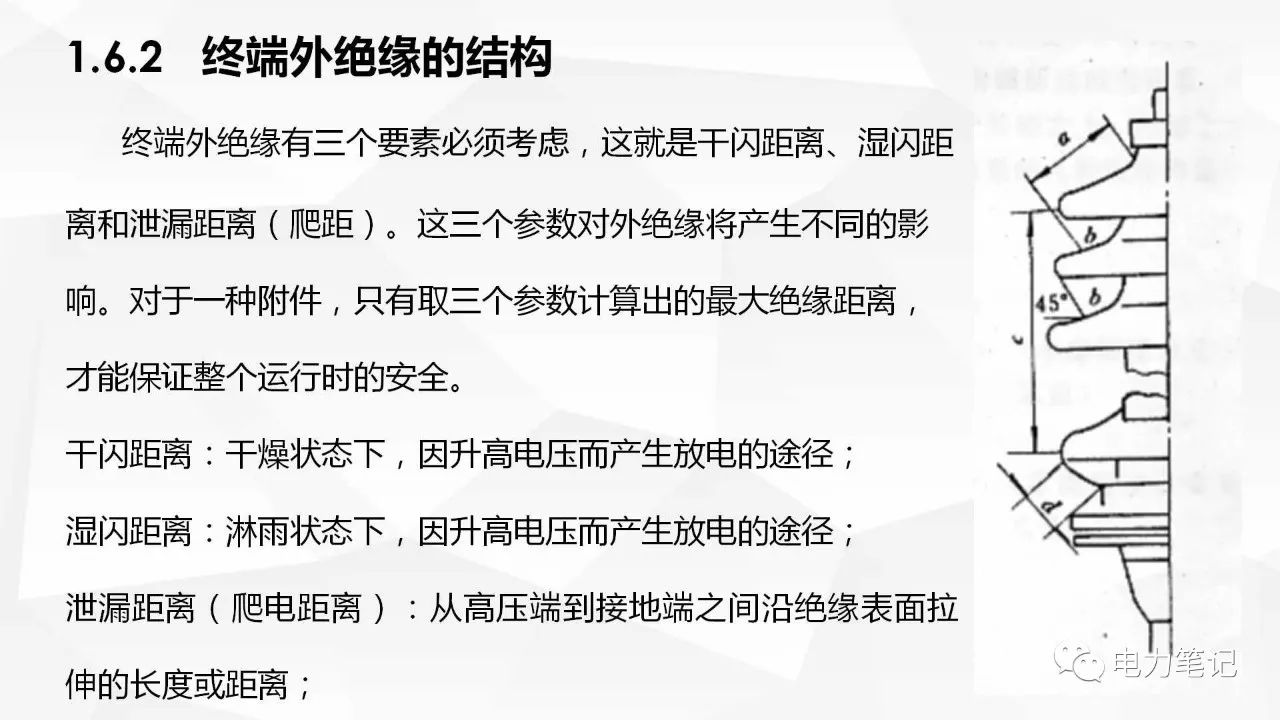 1.6.2 终端外绝缘的结构
终端外绝缘有三个要素必须考虑，这就是干闪距离、湿闪距
离和泄漏距离（爬距）。这三个参数对外绝缘将产生不同的影
响。对于一种附件，只有取三个参数计算出的最大绝缘距离，
才能保证整个运行时的安全。
干闪距离：干燥状态下，因升高电压而产生放电的途径；
湿闪距离：淋雨状态下，因升高电压而产生放电的途径；
泄漏距离（爬电距离）：从高压端到接地端之间沿绝缘表面拉
伸的长度或距离；
a
b
45°
b
c
d
电力笔记